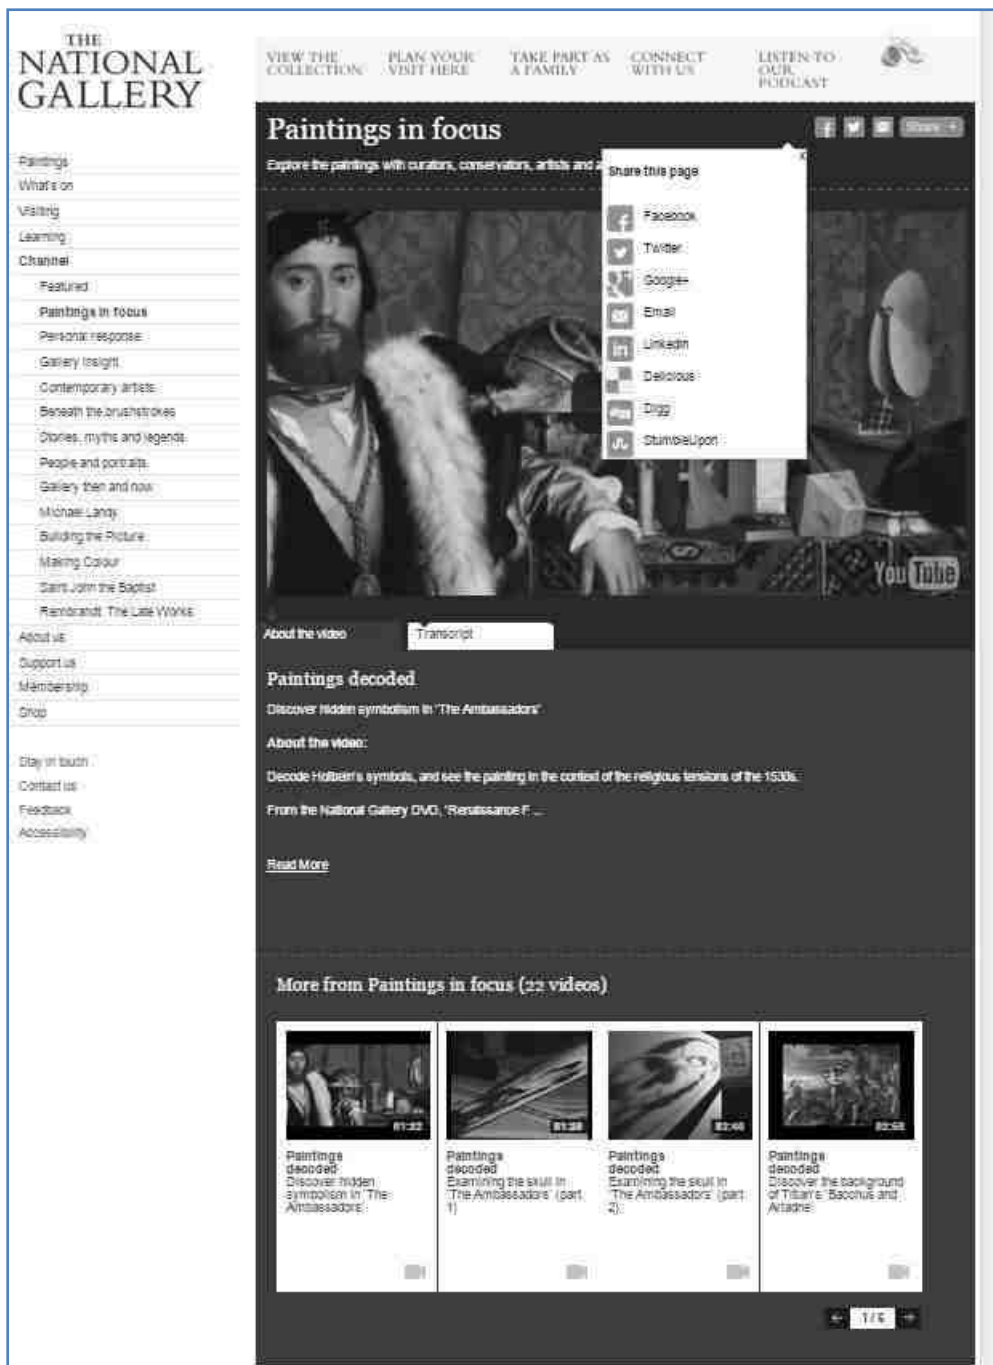 THE
NATIONAL
GALLERY
VIEW THE
COLLECTION
PLAN YOUR
VISIT HERE
TAKE PART AS
A FAMILY
CONNECT
WITH US
LISTEN TO
OUR
PODCAST
Paintings
What's on
Visiting
Learning
Channel
Featured
Paintings in focus
Personal response
Gallery insight
Contemporary artists
Beneath the brushstrokes
Stories, myths and legends
People and portraits
Gallery then and now
Michael Landy
Building the Picture
Making Colour
Saint John the Baptist
Rembrandt: The Late Works
About us
Support us
Membership
Shop
Stay in touch
Contact us
Feedback
Accessibility
Paintings in focus
Share +
Explore the paintings with curators, conservators, artists and
Share this page
x
Facebook
Twitter
Google+
Email
LinkedIn
Delicious
Digg
StumbleUpon
You Tube
About the video
Transcript
Paintings decoded
Discover hidden symbolism in 'The Ambassadors'
About the video:
Decode Holbein's symbols, and see the painting in the context of the religious tensions of the 1530s.
From the National Gallery DVD, 'Renaissance F ...
Read More
More from Paintings in focus (22 videos)
Paintings
decoded
Discover hidden
symbolism in 'The
Ambassadors'
Paintings
decoded
Examining the skull in
'The Ambassadors' (part
1)
02:46
Paintings
decoded
Examining the skull in
'The Ambassadors' (part
2)
Paintings
decoded
Discover the background
of Titian's 'Bacchus and
Ariadne'
← 1 / 6 →